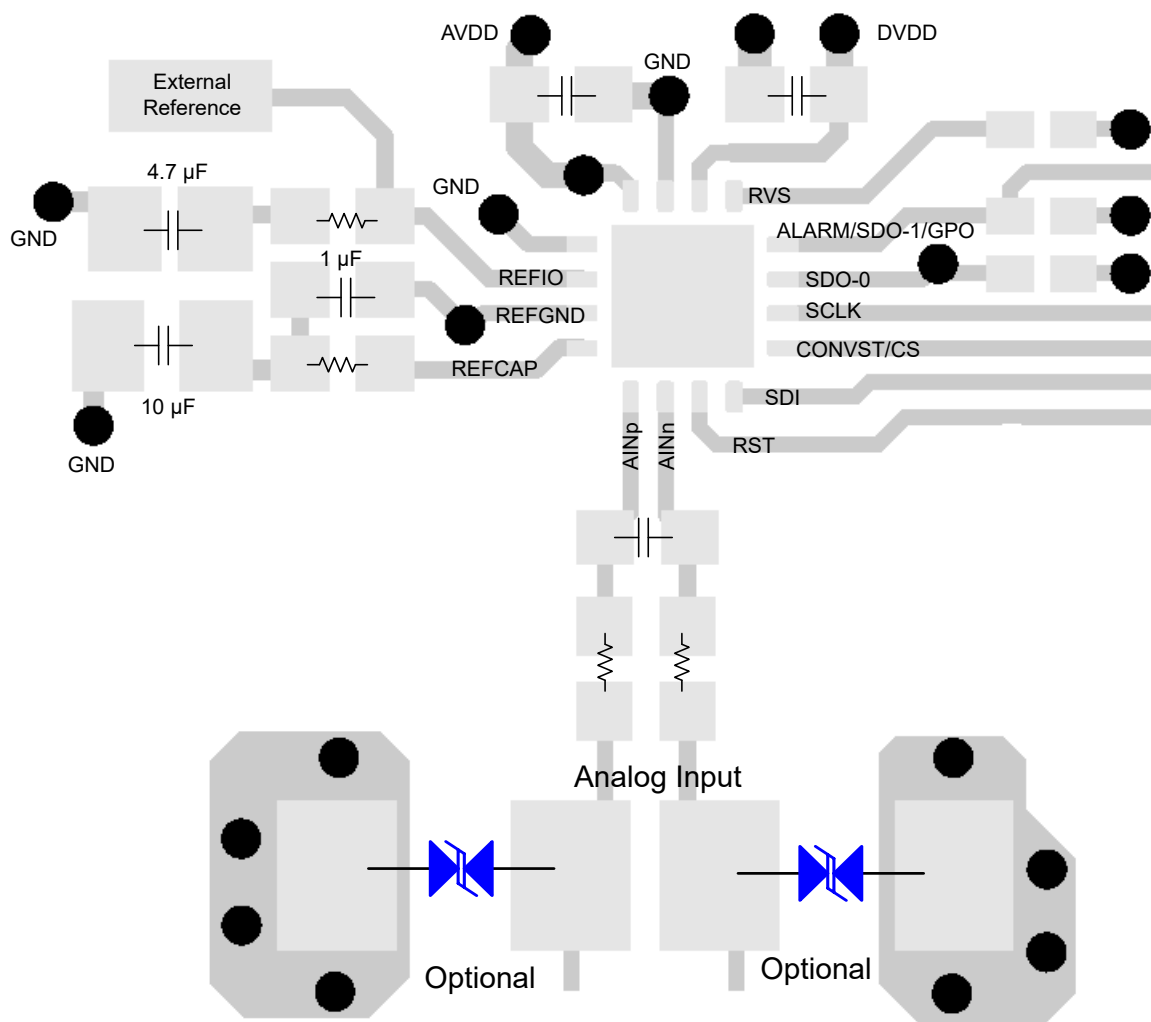 AVDD
DVDD
GND
External
Reference
4.7 µF
GND
RVS
GND
ALARM/SDO-1/GPO
1 µF
REFIO
SDO-0
REFGND
SCLK
CONVST/CS
REFCAP
SDI
10 µF
RST
GND
AINp
AINn
Analog Input
Optional
Optional